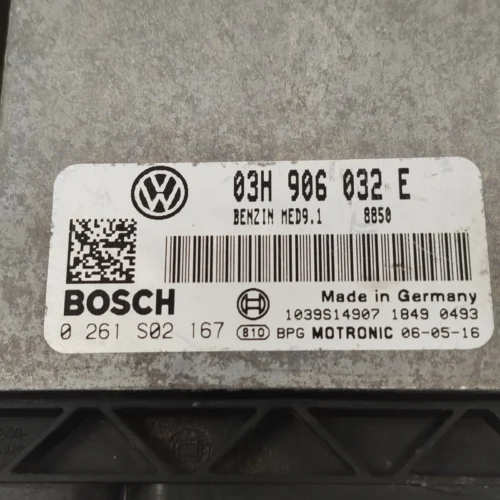 VW 03H 906 032 E
BENZIN MED9.1 8850
BOSCH
Made in Germany
1039S14907 1849 0493
0 261 S02 167 810 BPG MOTRONIC 06-05-16